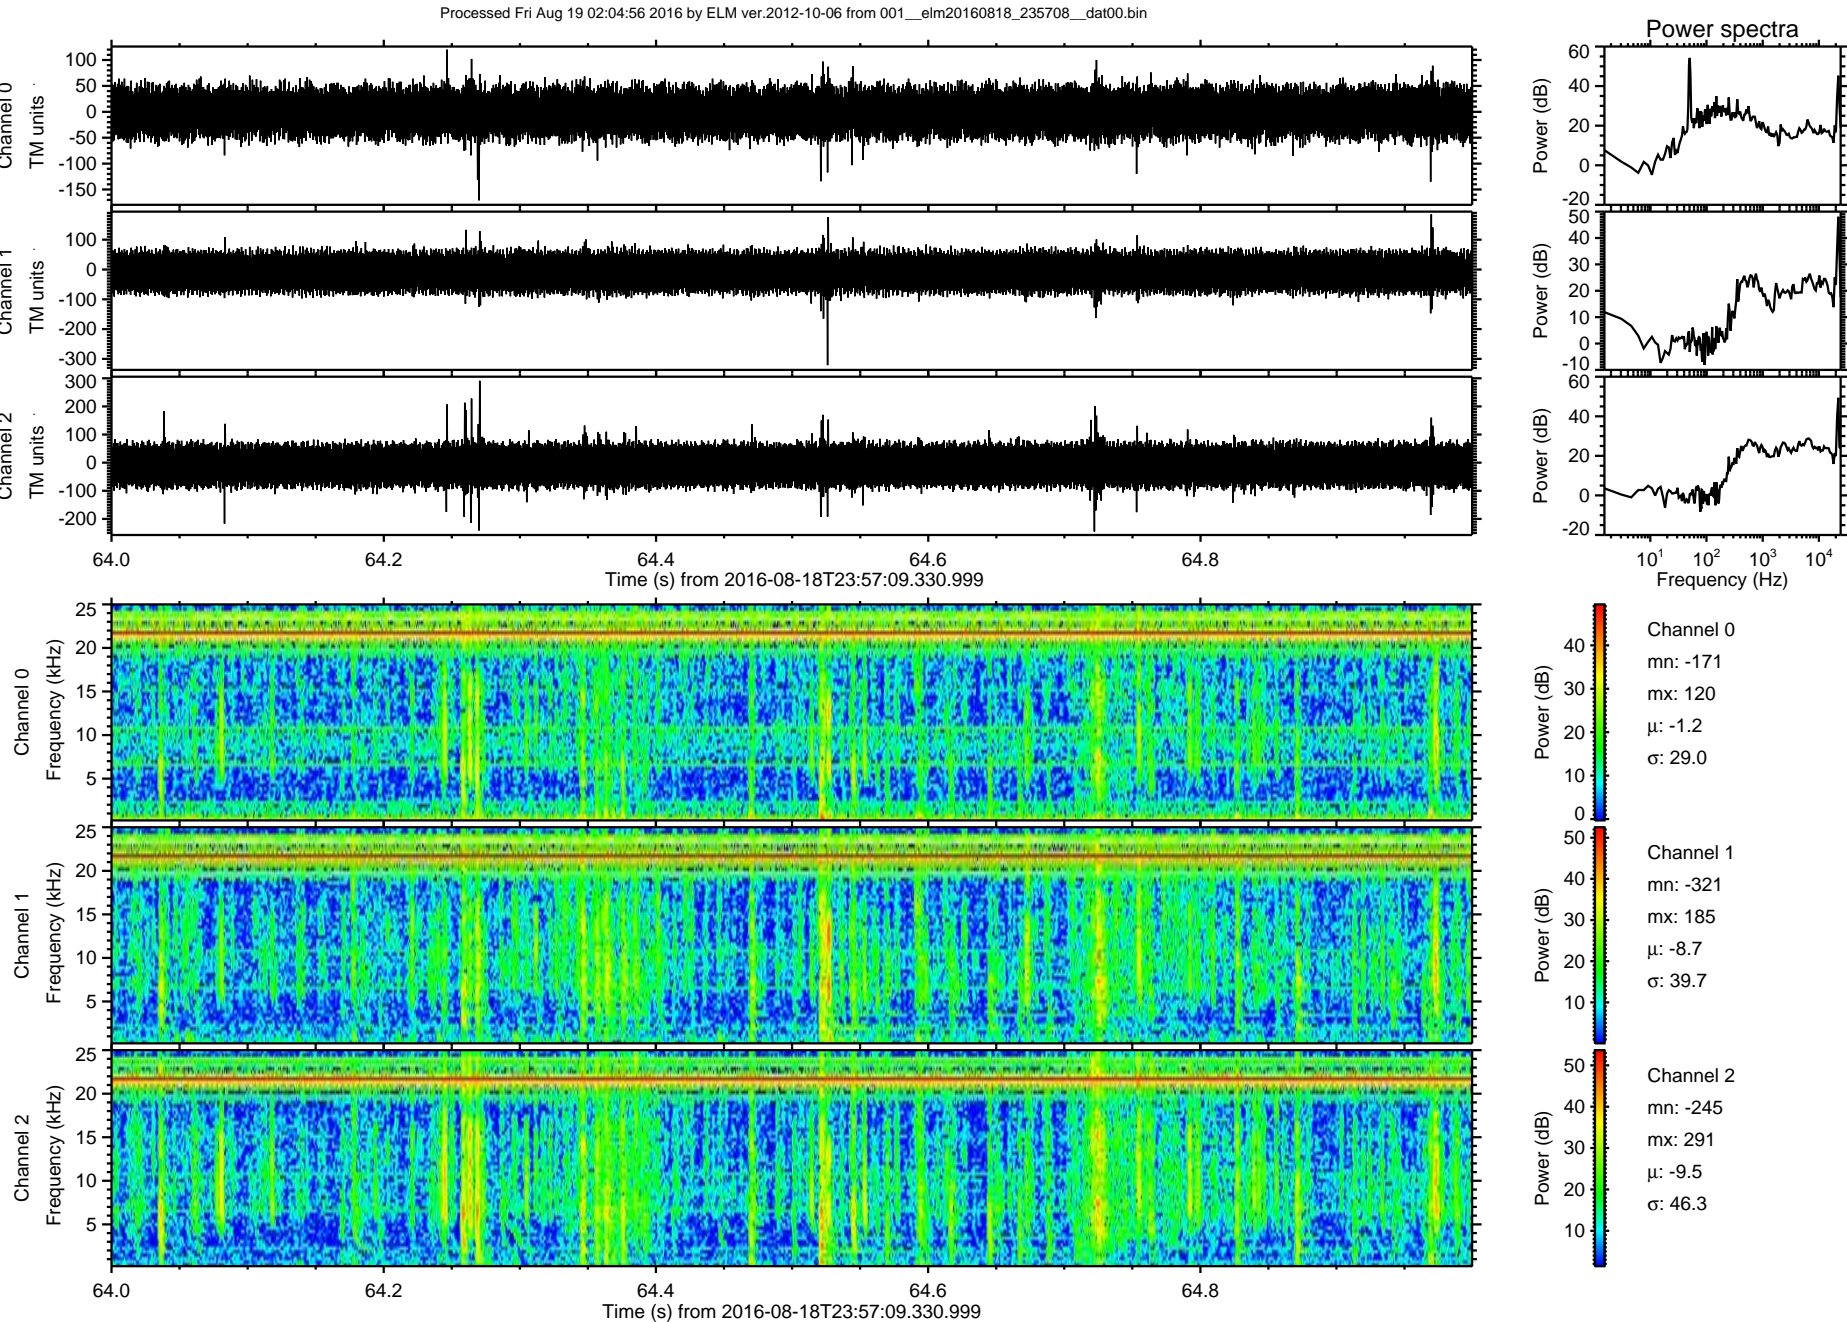 Processed Fri Aug 19 02:04:56 2016 by ELM ver.2012-10-06 from 001__elm20160818_235708__dat00.bin
Power spectra
Channel 0
TM units
100
50
0
-50
-100
-150
Power (dB)
60
40
20
0
-20
Channel 1
TM units
100
0
-100
-200
-300
Power (dB)
50
40
30
20
10
0
-10
Channel 2
TM units
300
200
100
0
-100
-200
Power (dB)
60
40
20
0
-20
64.0 64.2 64.4 64.6 64.8
Time (s) from 2016-08-18T23:57:09.330.999
10^1 10^2 10^3 10^4
Frequency (Hz)
Channel 0
Frequency (kHz)
25
20
15
10
5
Power (dB)
40
30
20
10
0
Channel 0
mn: -171
mx: 120
μ: -1.2
σ: 29.0
Channel 1
Frequency (kHz)
25
20
15
10
5
Power (dB)
50
40
30
20
10
Channel 1
mn: -321
mx: 185
μ: -8.7
σ: 39.7
Channel 2
Frequency (kHz)
25
20
15
10
5
Power (dB)
50
40
30
20
10
Channel 2
mn: -245
mx: 291
μ: -9.5
σ: 46.3
64.0 64.2 64.4 64.6 64.8
Time (s) from 2016-08-18T23:57:09.330.999